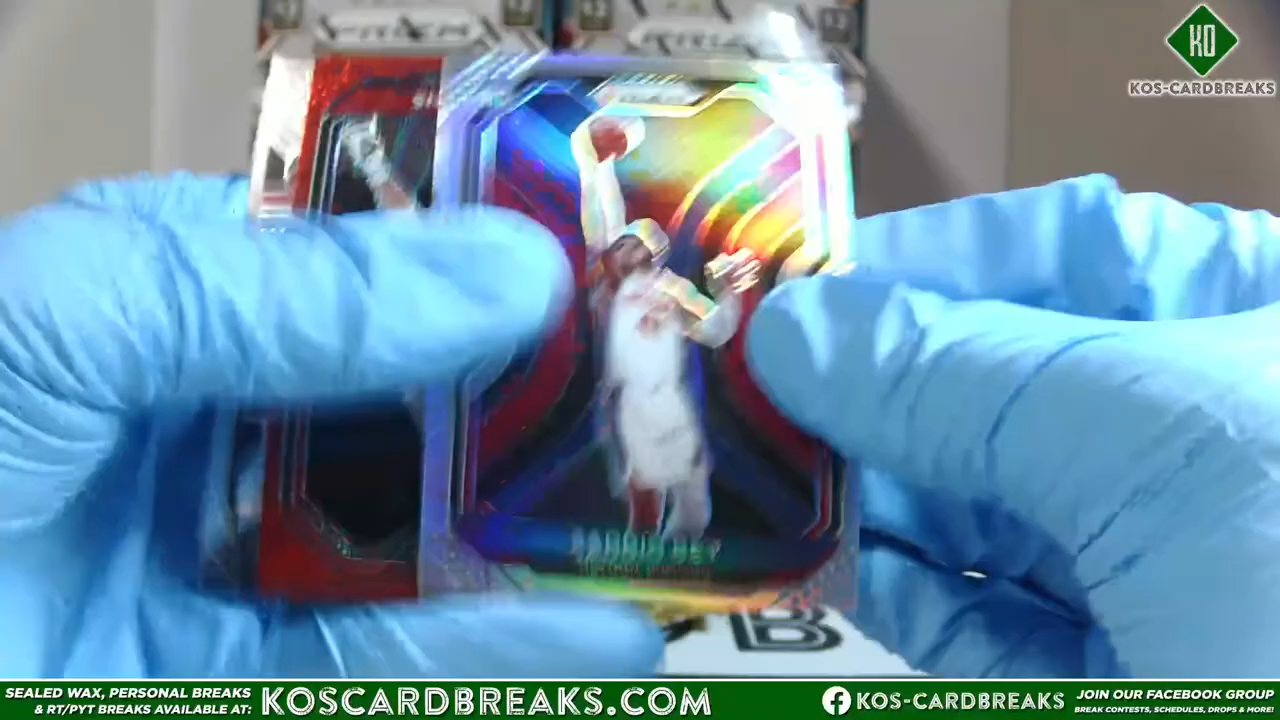 PRIZM
KO
KOS-CARDBREAKS
B
SEALED WAX, PERSONAL BREAKS
& RT/PYT BREAKS AVAILABLE AT:
KOSCARDBREAKS.COM
KOS-CARDBREAKS
JOIN OUR FACEBOOK GROUP
BREAK CONTESTS, SCHEDULES, DROPS & MORE!